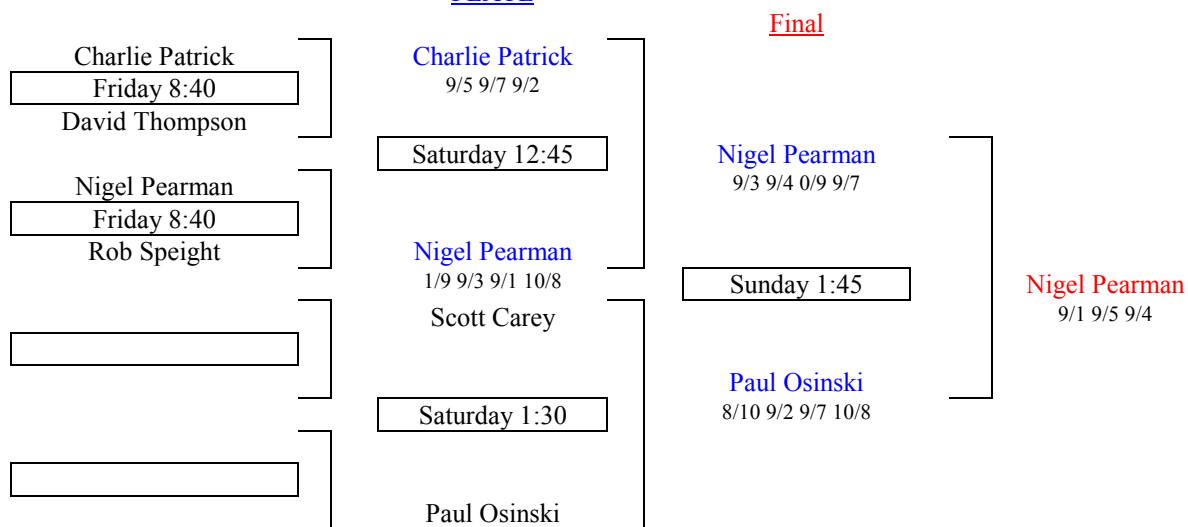 Final
Charlie Patrick
Friday 8:40
David Thompson
Nigel Pearman
Friday 8:40
Rob Speight
Charlie Patrick
9/5 9/7 9/2
Saturday 12:45
Nigel Pearman
1/9 9/3 9/1 10/8
Scott Carey
Saturday 1:30
Paul Osinski
Nigel Pearman
9/3 9/4 0/9 9/7
Sunday 1:45
Paul Osinski
8/10 9/2 9/7 10/8
Nigel Pearman
9/1 9/5 9/4